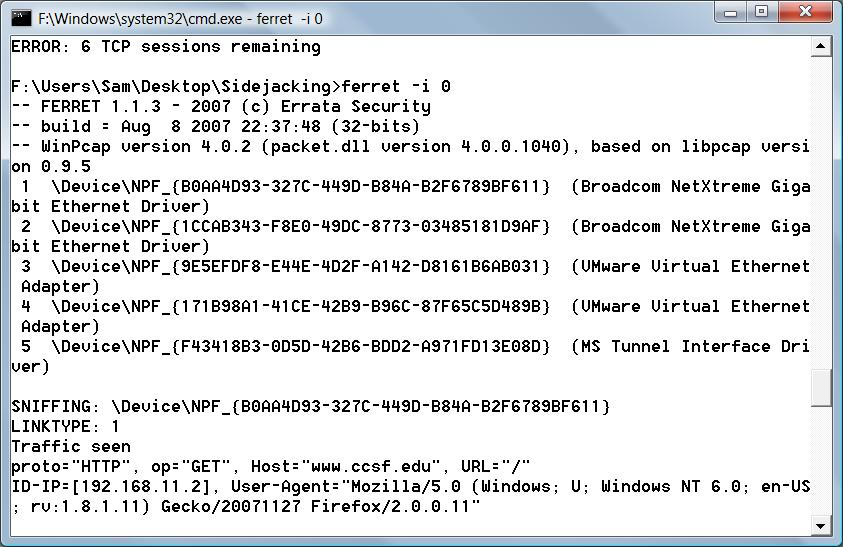 F:\Windows\system32\cmd.exe - ferret -i 0
ERROR: 6 TCP sessions remaining
F:\Users\Sam\Desktop\Sidejacking>ferret -i 0
-- FERRET 1.1.3 - 2007 (c) Errata Security
-- build = Aug  8 2007 22:37:48 (32-bits)
-- WinPcap version 4.0.2 (packet.dll version 4.0.0.1040), based on libpcap versi
on 0.9.5
 1  \Device\NPF_{B0AA4D93-327C-449D-B84A-B2F6789BF611}  (Broadcom NetXtreme Giga
bit Ethernet Driver)
 2  \Device\NPF_{1CCAB343-F8E0-49DC-8773-03485181D9AF}  (Broadcom NetXtreme Giga
bit Ethernet Driver)
 3  \Device\NPF_{9E5EFDF8-E44E-4D2F-A142-D8161B6AB031}  (VMware Virtual Ethernet
 Adapter)
 4  \Device\NPF_{171B98A1-41CE-42B9-B96C-87F65C5D489B}  (VMware Virtual Ethernet
 Adapter)
 5  \Device\NPF_{F43418B3-0D5D-42B6-BDD2-A971FD13E08D}  (MS Tunnel Interface Dri
ver)
SNIFFING: \Device\NPF_{B0AA4D93-327C-449D-B84A-B2F6789BF611}
LINKTYPE: 1
Traffic seen
proto="HTTP", op="GET", Host="www.ccsf.edu", URL="/"
ID-IP=[192.168.11.2], User-Agent="Mozilla/5.0 (Windows; U; Windows NT 6.0; en-US
; rv:1.8.1.11) Gecko/20071127 Firefox/2.0.0.11"